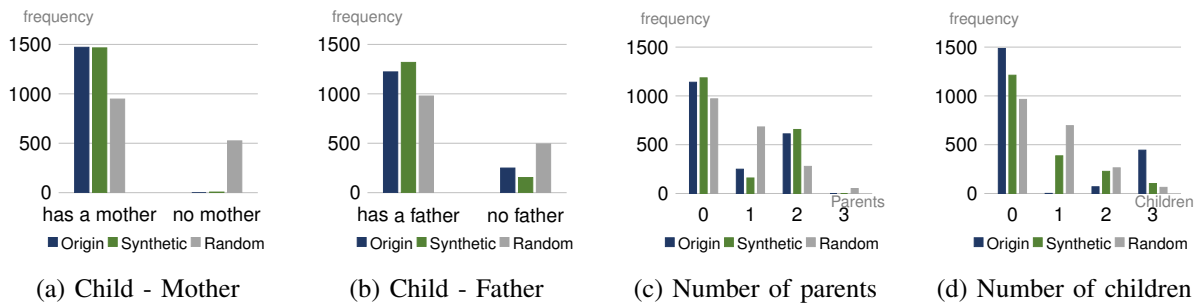 frequency
1500
1000
500
0
has a mother no mother
Origin Synthetic Random
(a) Child - Mother
frequency
1500
1000
500
0
has a father no father
Origin Synthetic Random
(b) Child - Father
frequency
1500
1000
500
0
Parents
0 1 2 3
Origin Synthetic Random
(c) Number of parents
frequency
1500
1000
500
0
Children
0 1 2 3
Origin Synthetic Random
(d) Number of children